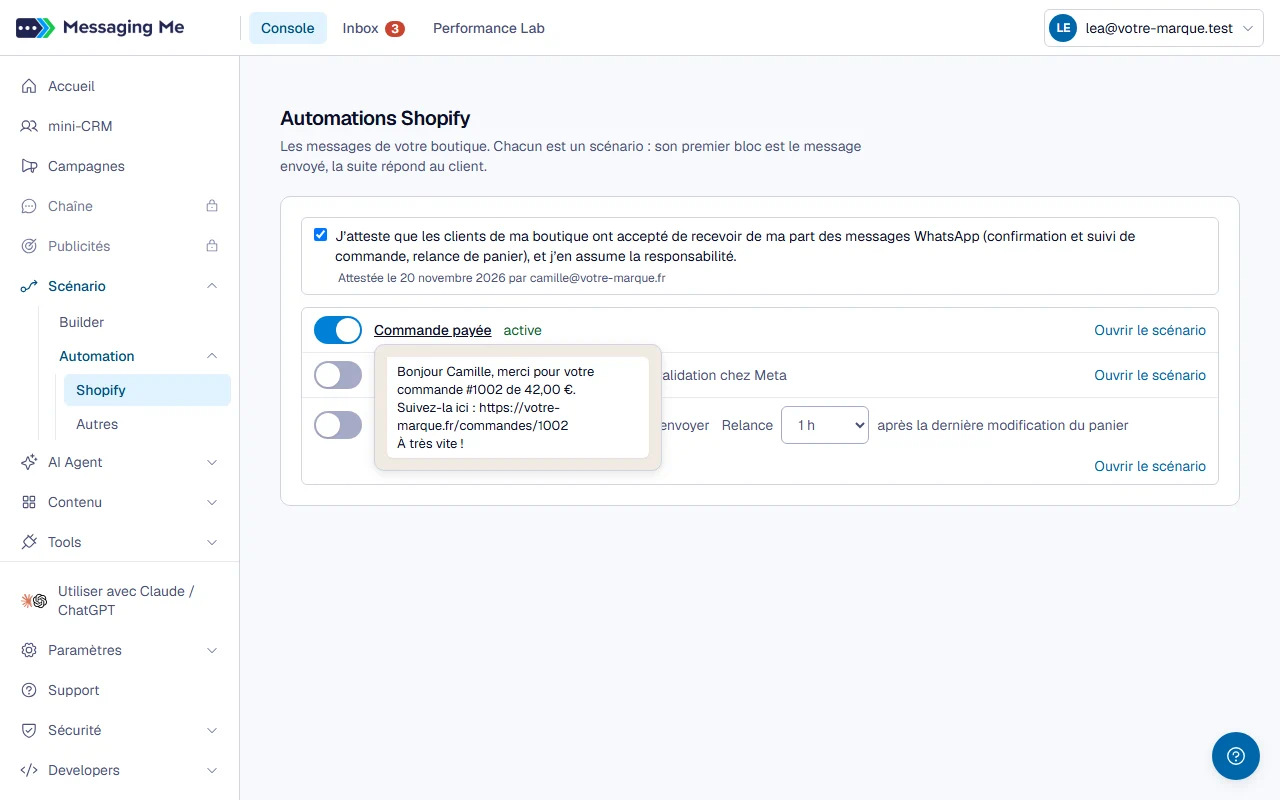 Messaging Me
Console
Inbox 3
Performance Lab
LE lea@votre-marque.test
Accueil
mini-CRM
Campagnes
Chaîne
Publicités
Scénario
Builder
Automation
Shopify
Autres
AI Agent
Contenu
Tools
Utiliser avec Claude /
ChatGPT
Paramètres
Support
Sécurité
Developers
Automations Shopify
Les messages de votre boutique. Chacun est un scénario : son premier bloc est le message
envoyé, la suite répond au client.
J’atteste que les clients de ma boutique ont accepté de recevoir de ma part des messages WhatsApp (confirmation et suivi de
commande, relance de panier), et j’en assume la responsabilité.
Attestée le 20 novembre 2026 par camille@votre-marque.fr
Commande payée active Ouvrir le scénario
Bonjour Camille, merci pour votre
commande #1002 de 42,00 €.
Suivez-la ici : https://votre-
marque.fr/commandes/1002
À très vite !
chez Meta Ouvrir le scénario
envoyer Relance 1 h après la dernière modification du panier
Ouvrir le scénario